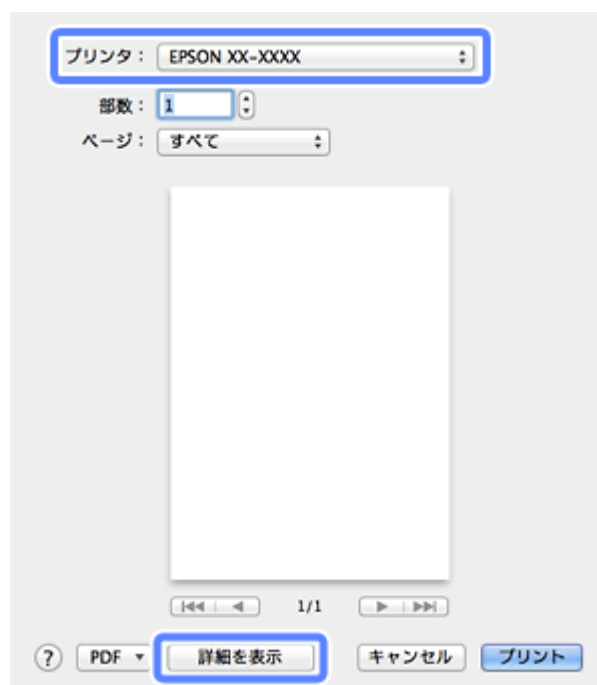 プリンタ： EPSON XX-XXXX
部数： 1
ページ： すべて
1/1
? PDF 詳細を表示 キャンセル プリント